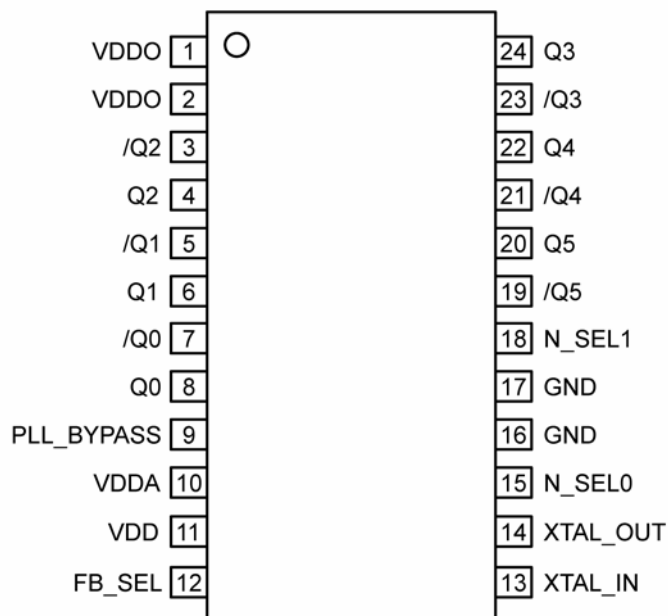 VDDO 1 24 Q3
VDDO 2 23 /Q3
/Q2 3 22 Q4
Q2 4 21 /Q4
/Q1 5 20 Q5
Q1 6 19 /Q5
/Q0 7 18 N_SEL1
Q0 8 17 GND
PLL_BYPASS 9 16 GND
VDDA 10 15 N_SEL0
VDD 11 14 XTAL_OUT
FB_SEL 12 13 XTAL_IN